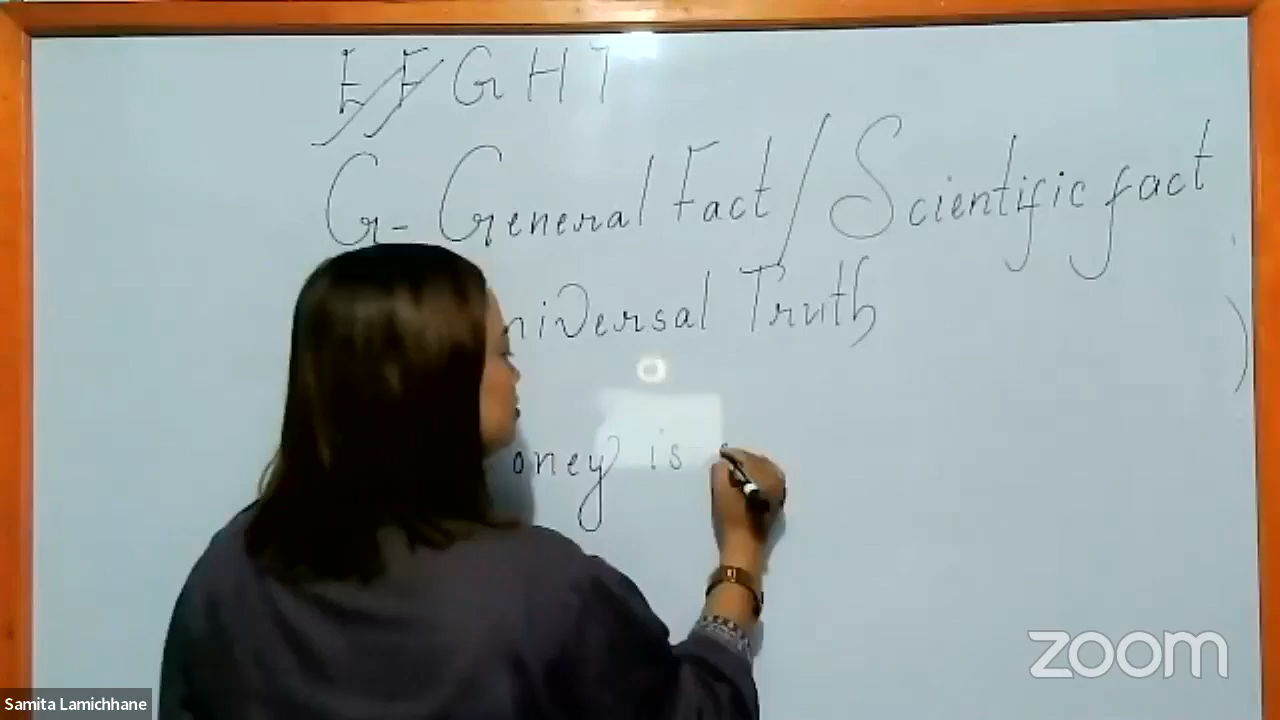 E F G H I
G- General Fact / Scientific fact
niversal Truth
oney is
zoom
Samita Lamichhane